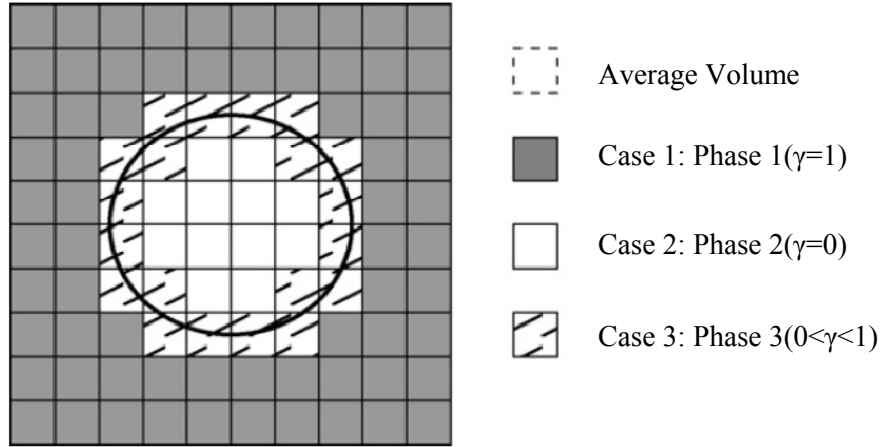 Average Volume
Case 1: Phase 1(γ=1)
Case 2: Phase 2(γ=0)
Case 3: Phase 3(0<γ<1)